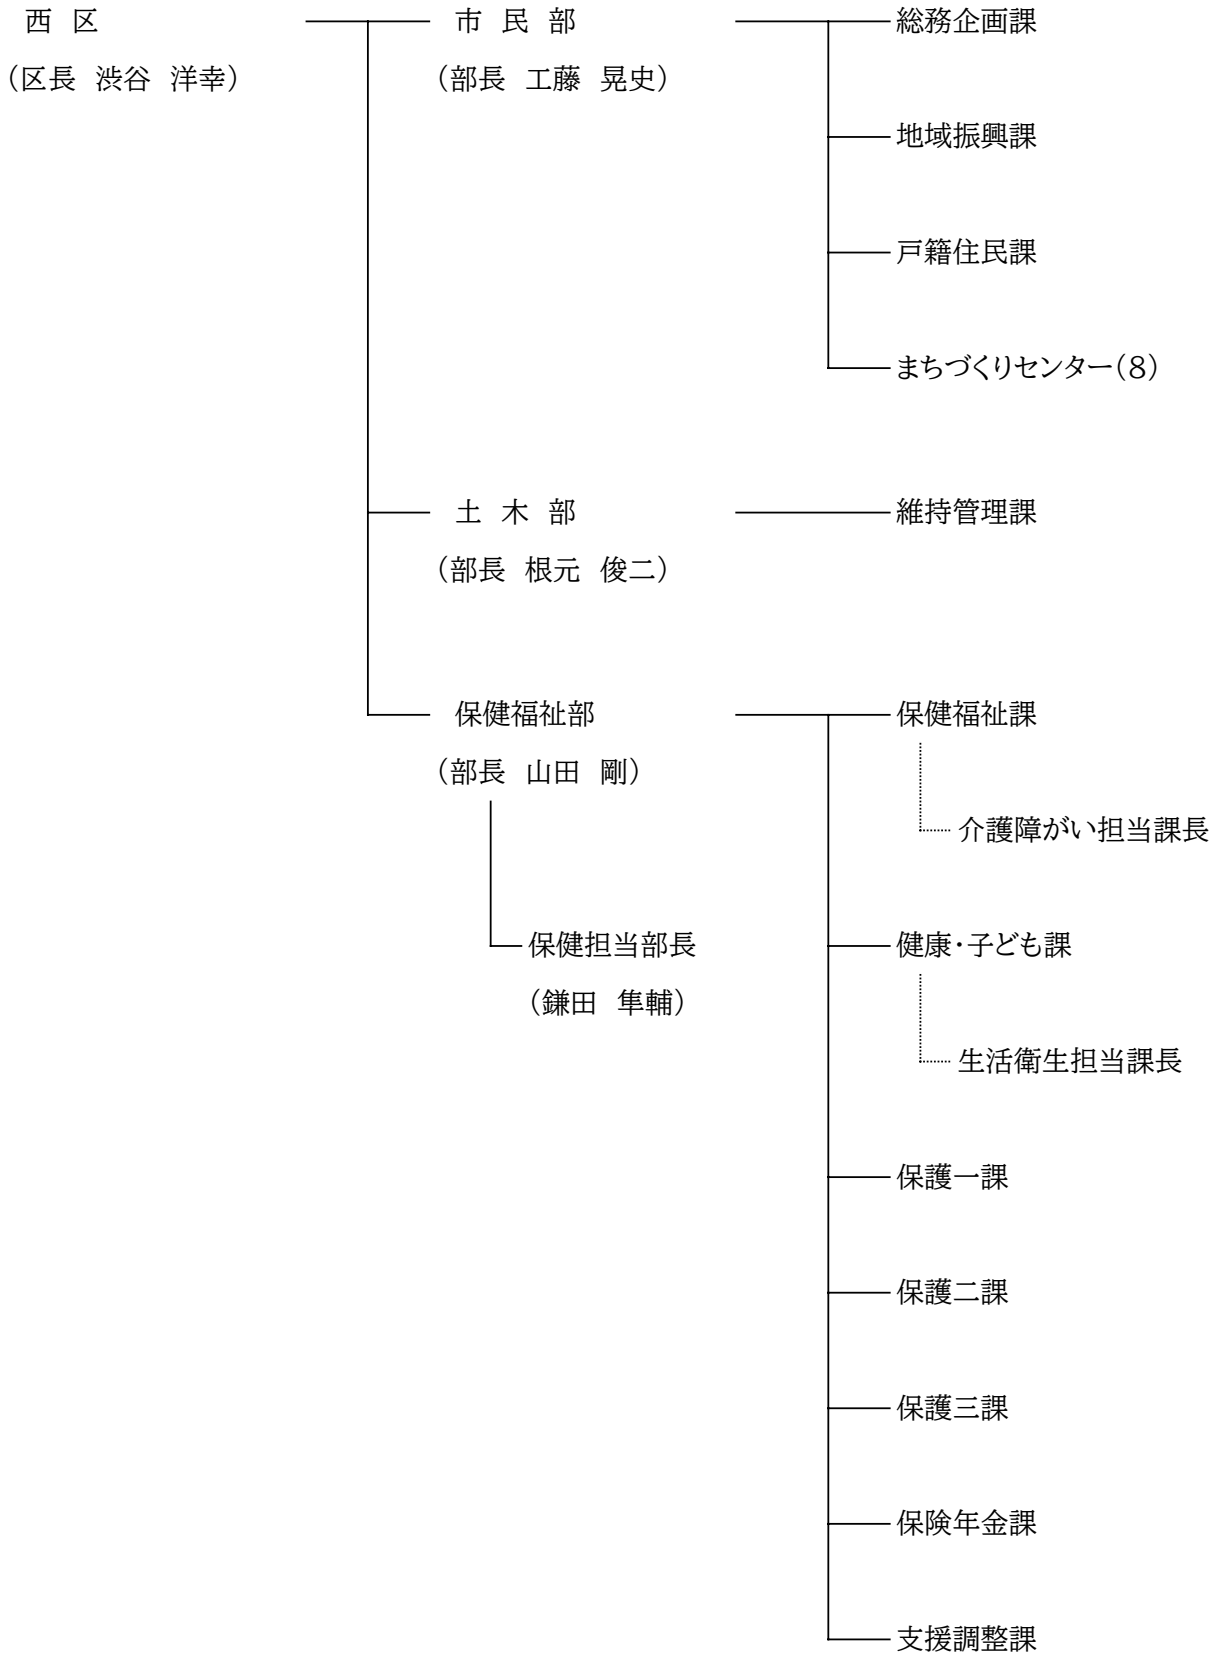 西 区 市 民 部 総務企画課
（区長 渋谷 洋幸） （部長 工藤 晃史）
地域振興課
戸籍住民課
まちづくりセンター（８）
土 木 部 維持管理課
（部長 根元 俊二）
保健福祉部 保健福祉課
（部長 山田 剛）
介護障がい担当課長
保健担当部長 健康・子ども課
（鎌田 隼輔）
生活衛生担当課長
保護一課
保護二課
保護三課
保険年金課
支援調整課